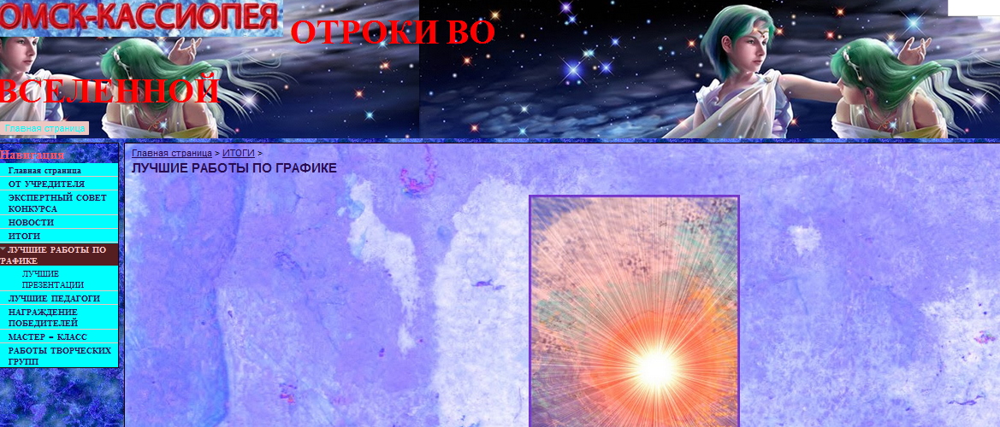 ОМСК-КАССИОПЕЯ
ОТРОКИ ВО
ВСЕЛЕННОЙ
Главная страница
Навигация
Главная страница
ОТ УЧРЕДИТЕЛЯ
ЭКСПЕРТНЫЙ СОВЕТ
КОНКУРСА
НОВОСТИ
ИТОГИ
ЛУЧШИЕ РАБОТЫ ПО
ГРАФИКЕ
ЛУЧШИЕ
ПРЕЗЕНТАЦИИ
ЛУЧШИЕ ПЕДАГОГИ
НАГРАЖДЕНИЕ
ПОБЕДИТЕЛЕЙ
МАСТЕР – КЛАСС
РАБОТЫ ТВОРЧЕСКИХ
ГРУПП
Главная страница > ИТОГИ >
ЛУЧШИЕ РАБОТЫ ПО ГРАФИКЕ